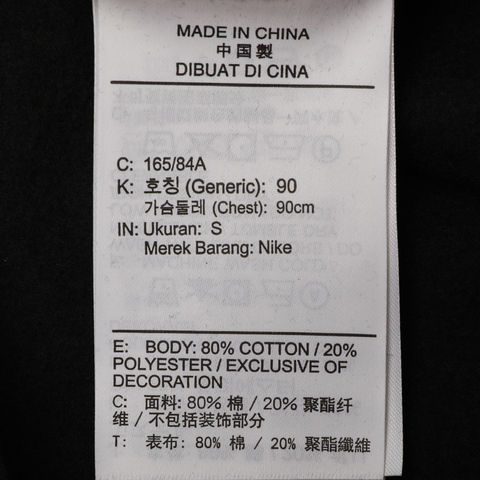 MADE IN CHINA
中国製
DIBUAT DI CINA
C: 165/84A
K: 호칭 (Generic): 90
가슴둘레 (Chest): 90cm
IN: Ukuran: S
Merek Barang: Nike
E: BODY: 80% COTTON / 20%
POLYESTER / EXCLUSIVE OF
DECORATION
C: 面料: 80% 棉 / 20% 聚酯纤
维 / 不包括装饰部分
T: 表布: 80% 棉 / 20% 聚酯纖維